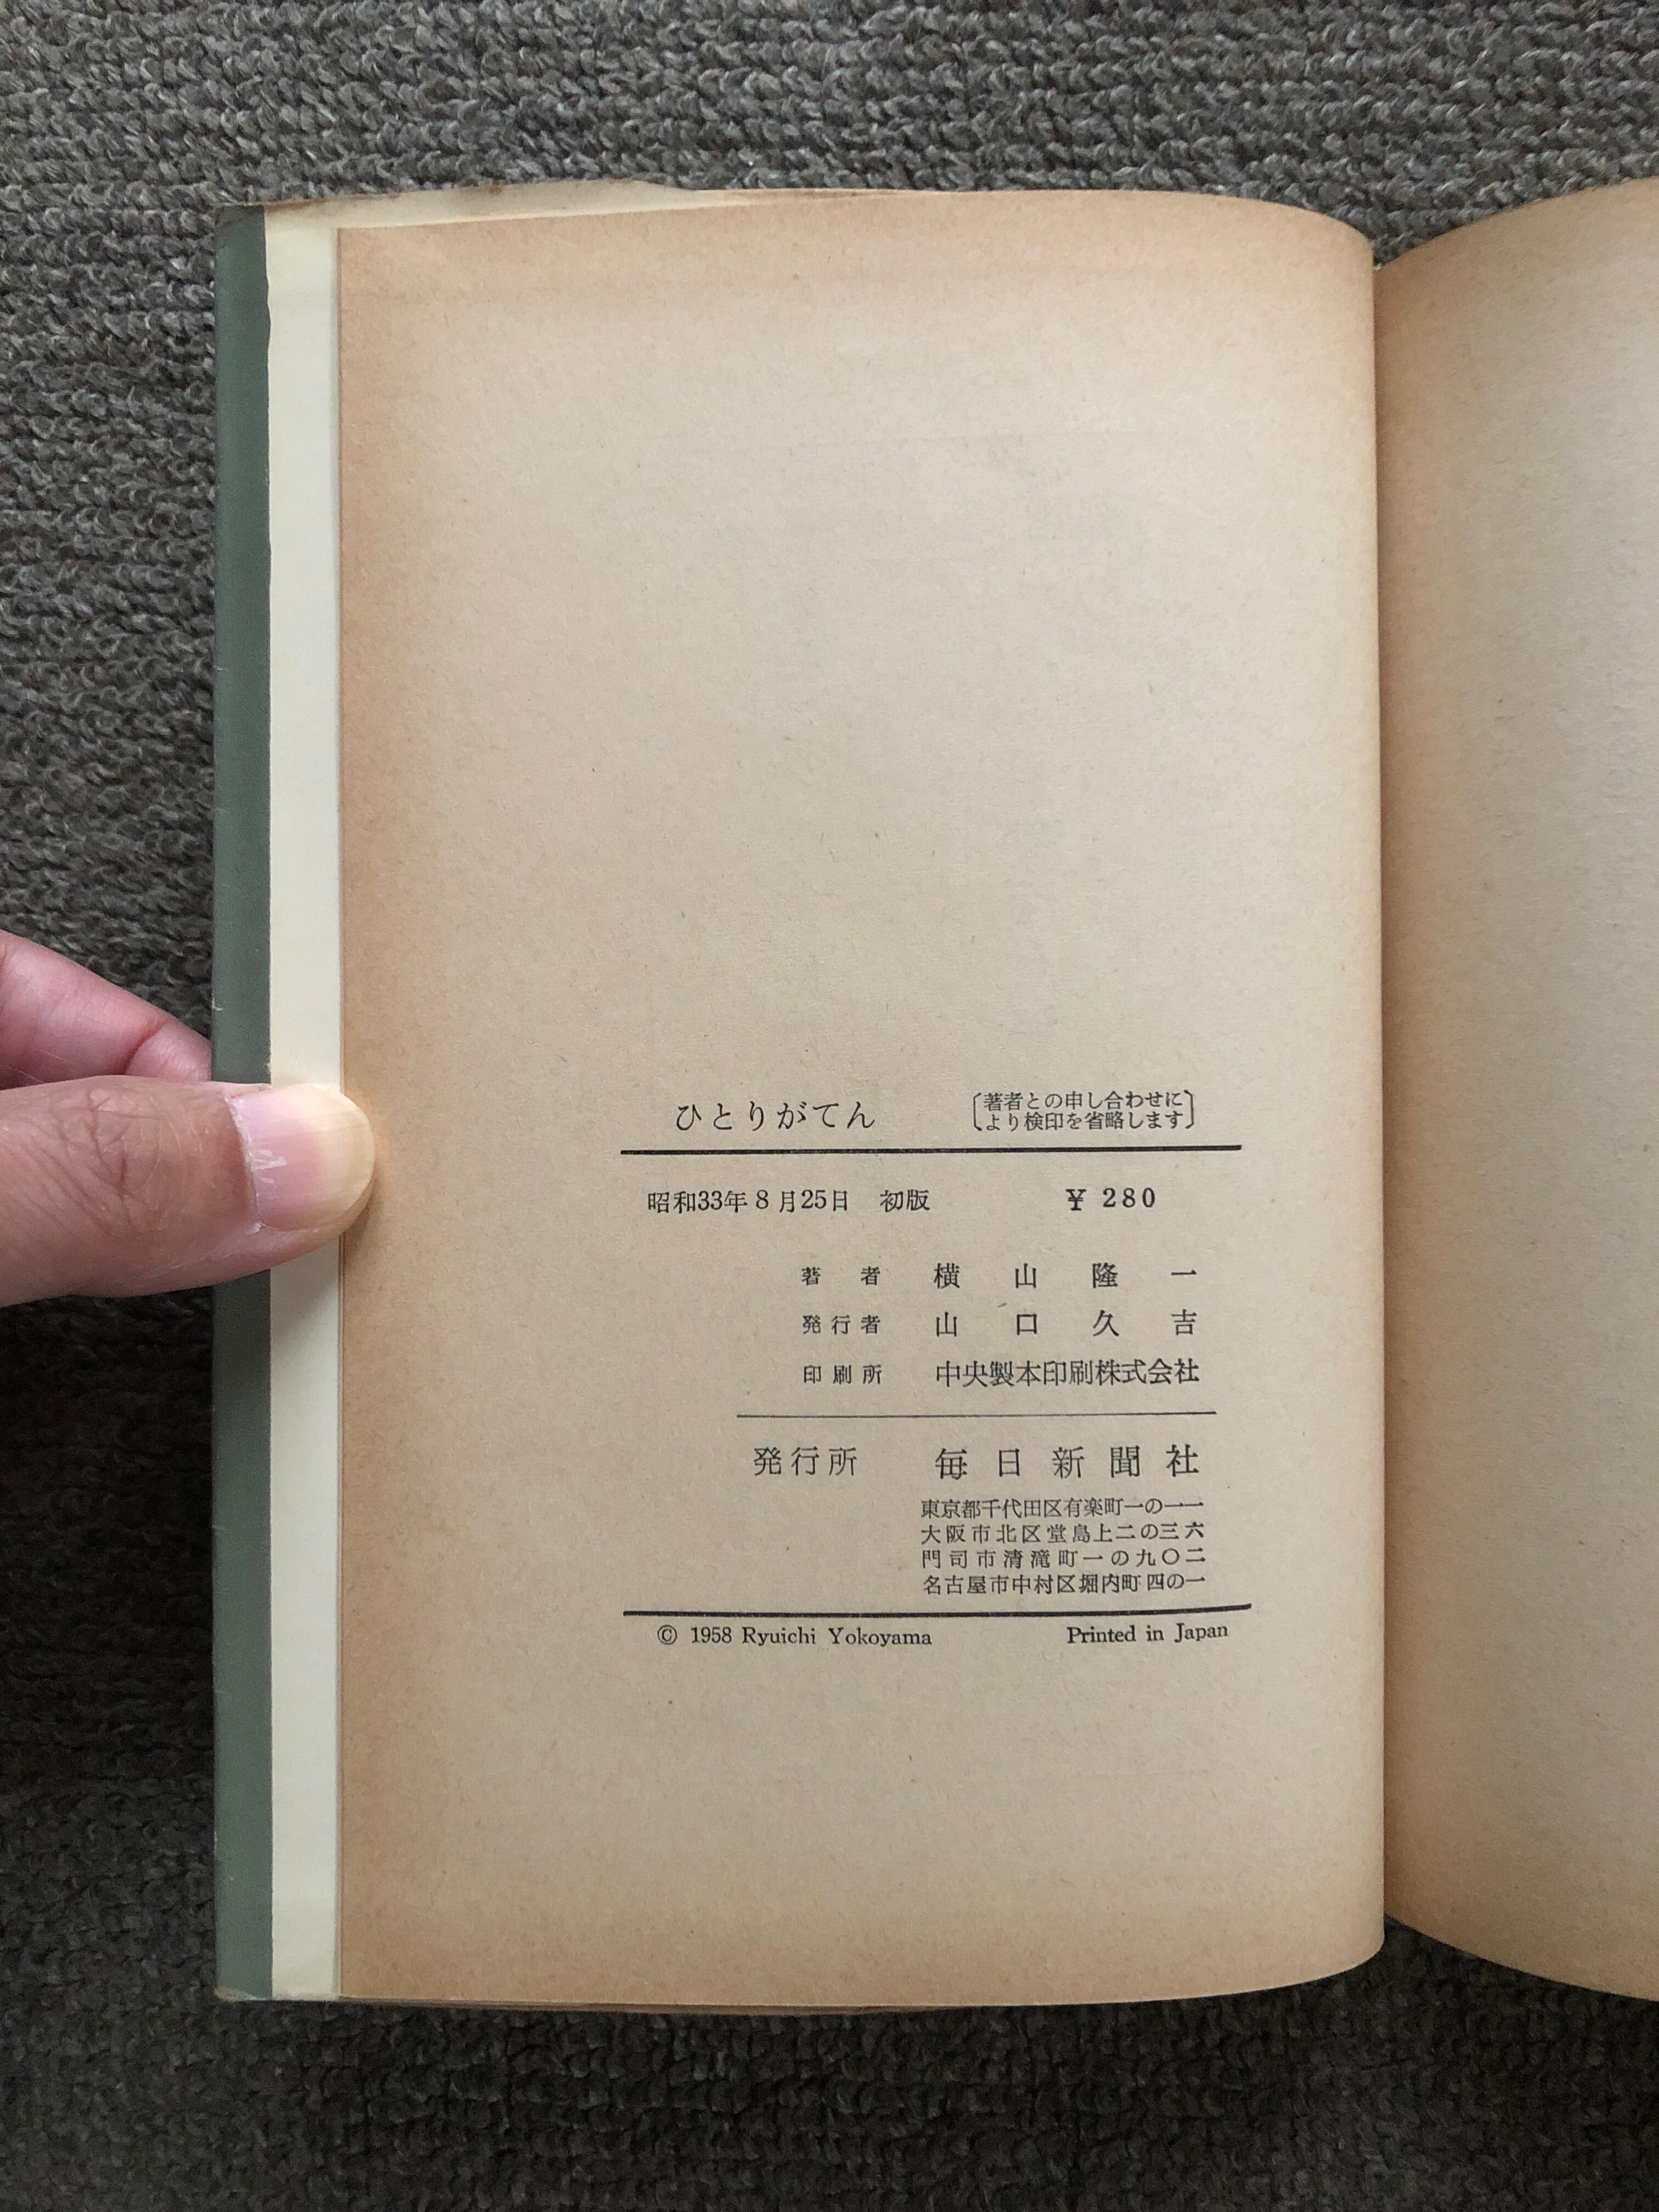 ひとりがてん
著者との申し合わせに
より検印を省略します
昭和33年8月25日 初版 ¥ 280
著者 横山隆一
発行者 山口久吉
印刷所 中央製本印刷株式会社
発行所 毎日新聞社
東京都千代田区有楽町一の一一
大阪市北区堂島上二の三六
門司市清滝町一の九〇二
名古屋市中村区堀内町四の一
© 1958 Ryuichi Yokoyama Printed in Japan